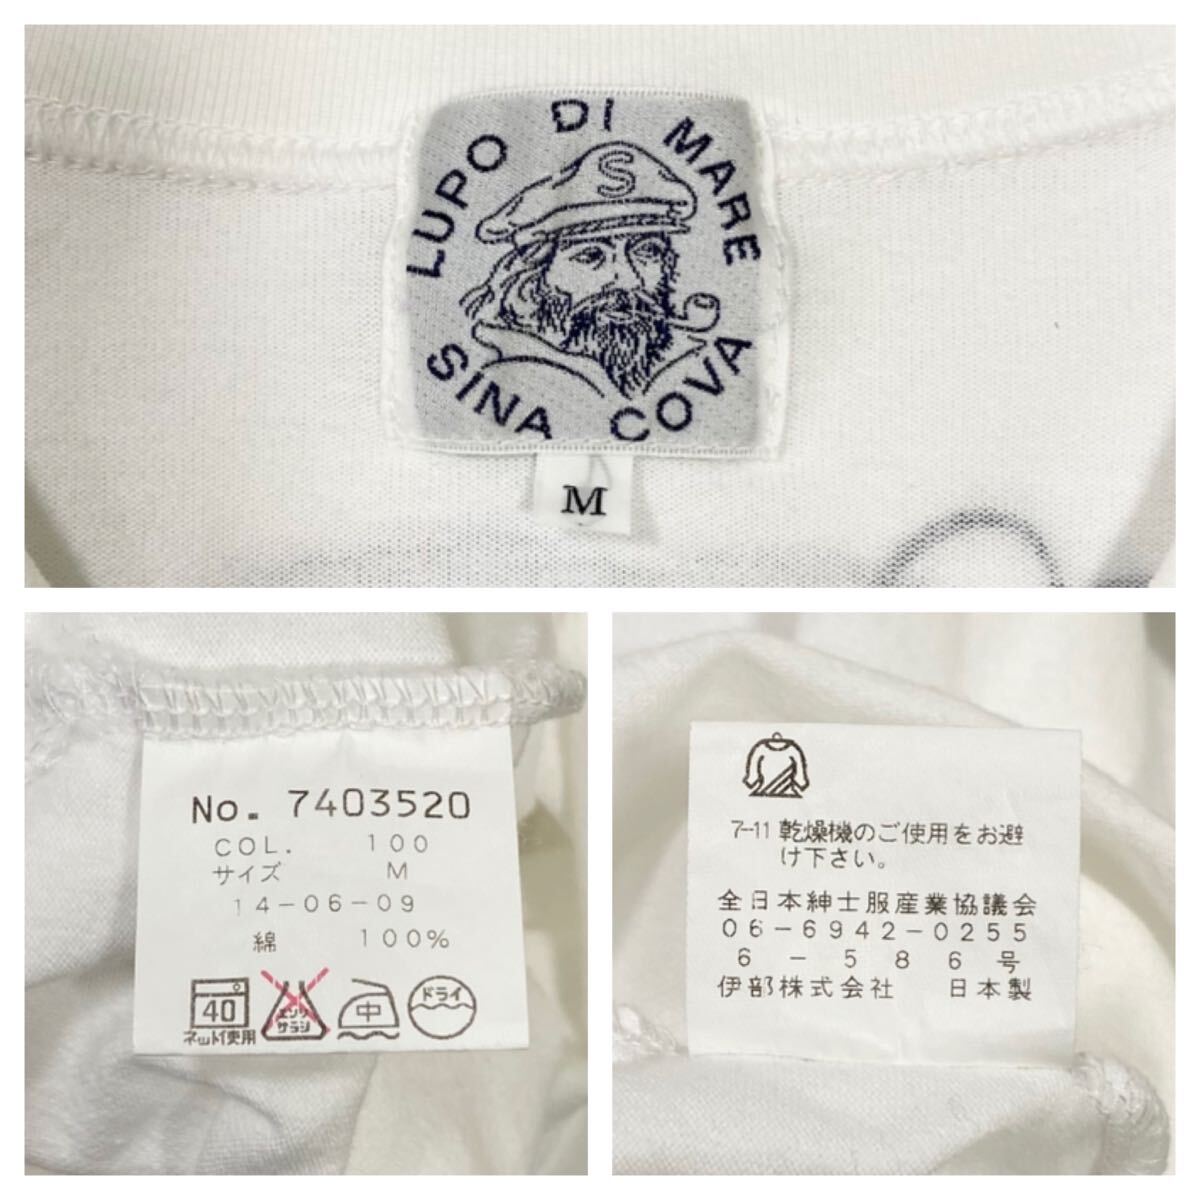 LUPO DI MARE
S
SINA COVA
M
No. 7403520
COL. 100
サイズ M
14-06-09
綿 100%
40
エンソ
サラシ
中
ドライ
ネット使用
7-11 乾燥機のご使用をお避
け下さい。
全日本紳士服産業協議会
06-6942-0255
6-586号
伊部株式会社 日本製